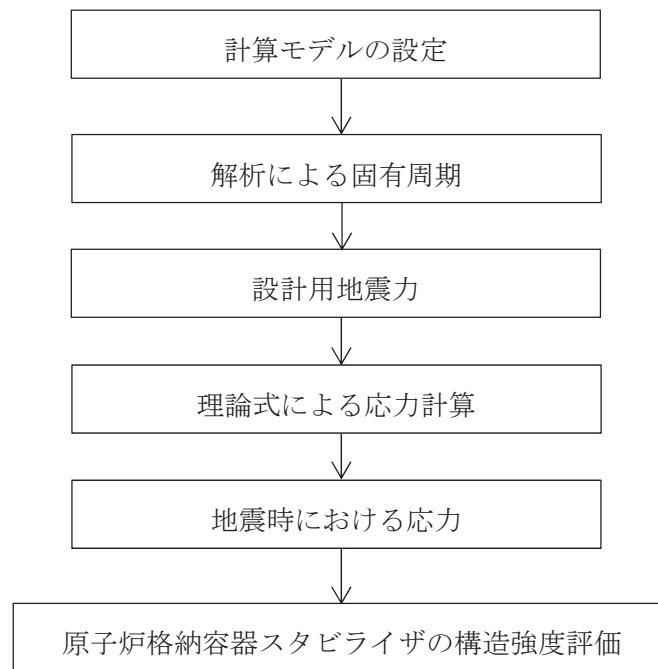 計算モデルの設定
解析による固有周期
設計用地震力
理論式による応力計算
地震時における応力
原子炉格納容器スタビライザの構造強度評価